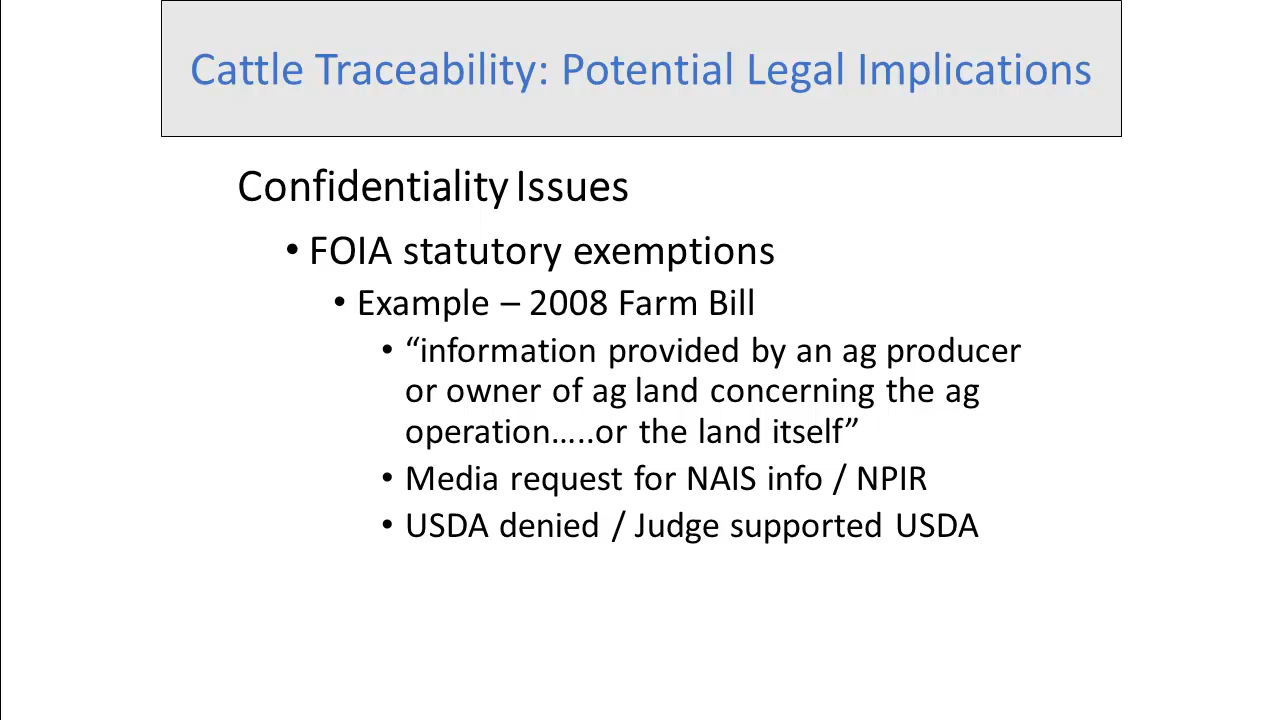 Cattle Traceability: Potential Legal Implications
Confidentiality Issues
• FOIA statutory exemptions
• Example – 2008 Farm Bill
• “information provided by an ag producer
or owner of ag land concerning the ag
operation…..or the land itself”
• Media request for NAIS info / NPIR
• USDA denied / Judge supported USDA